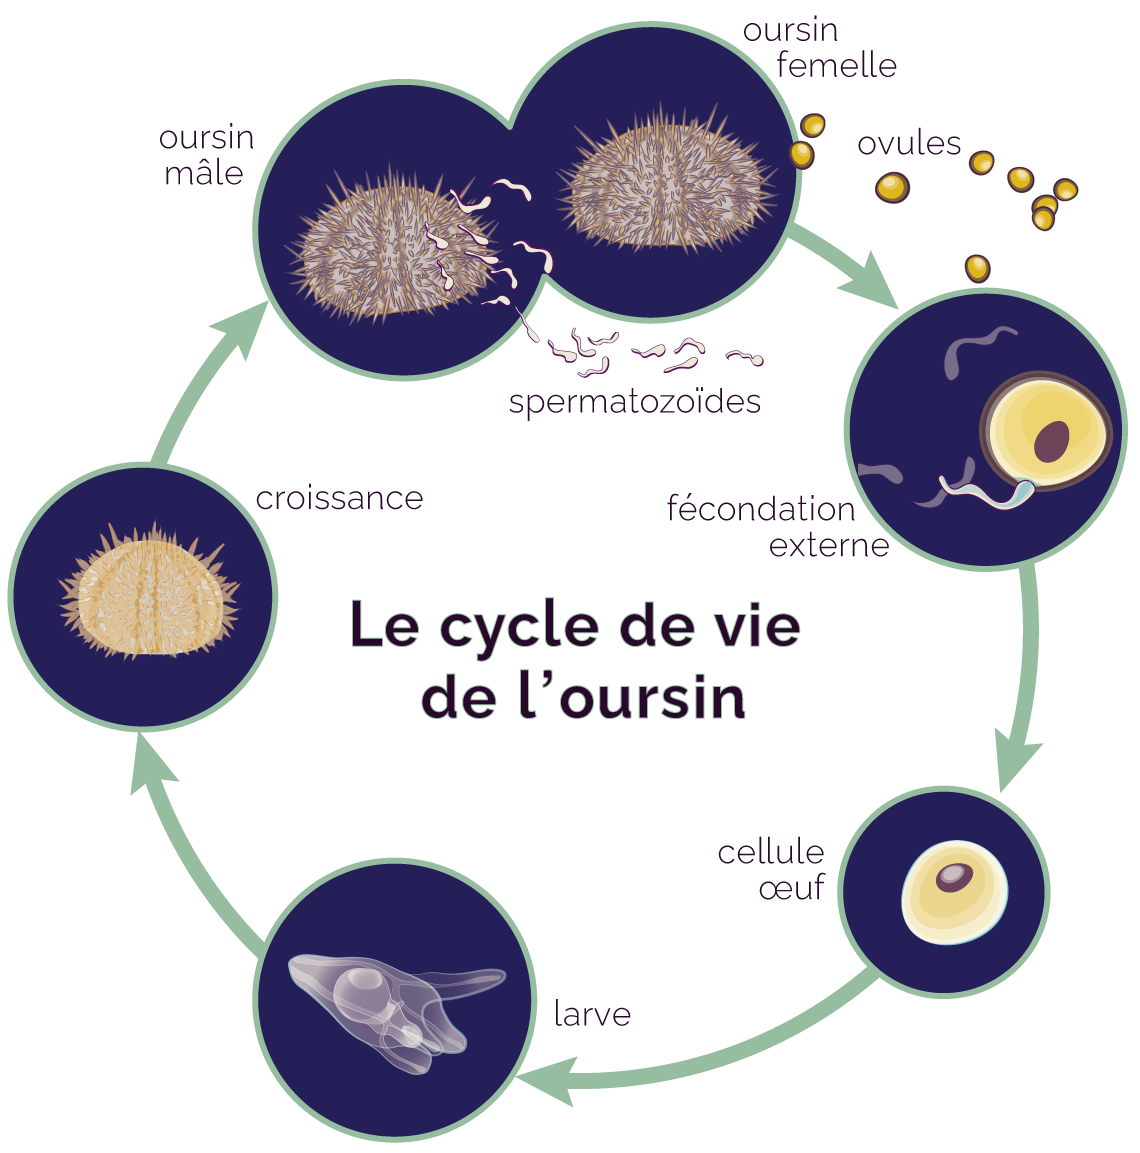 oursin
femelle
oursin
mâle
ovules
spermatozoïdes
croissance
fécondation
externe
Le cycle de vie
de l’oursin
cellule
œuf
larve